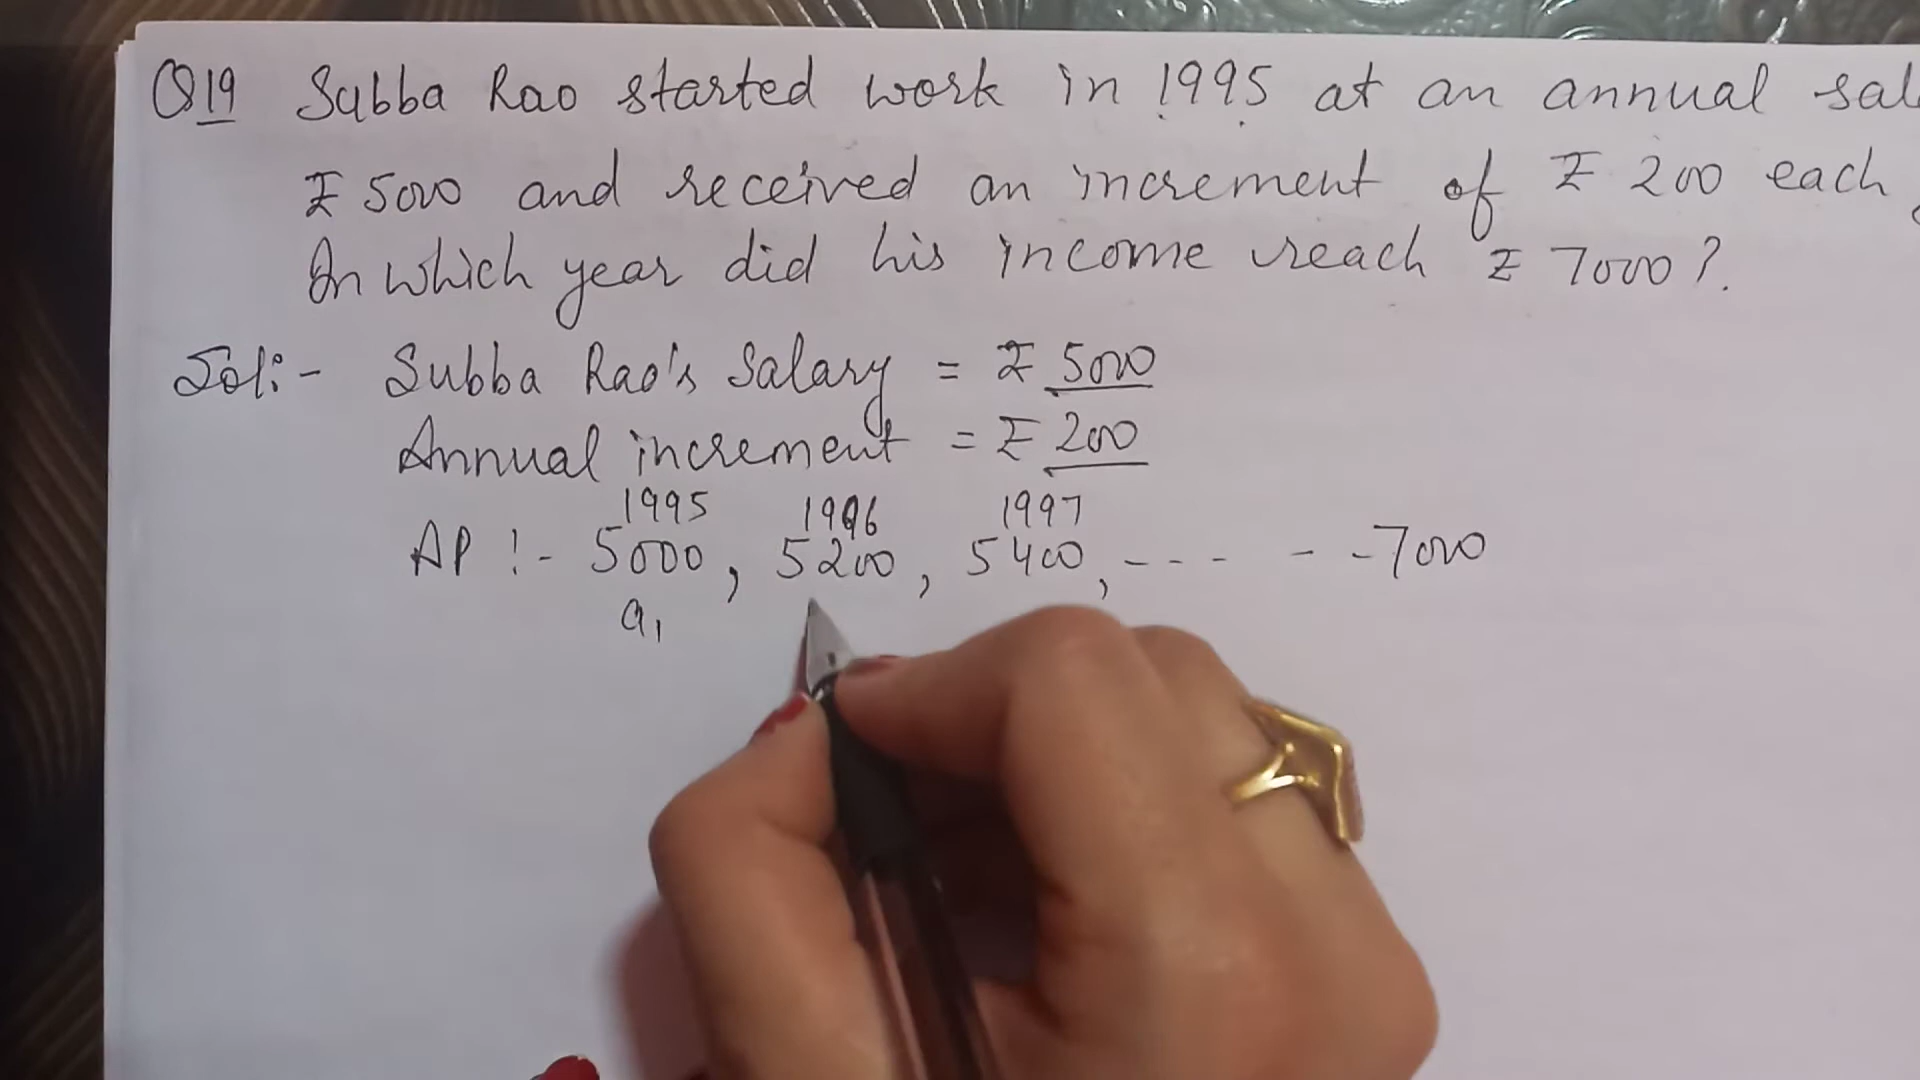 Q19 Subba Rao started work in 1995 at an annual sal
₹ 5000 and received an increment of ₹ 200 each
In which year did his income reach ₹ 7000?.
Sol:- Subba Rao's Salary = ₹ 5000
Annual increment = ₹ 200
1995 1996 1997
AP :- 5000, 5200, 5400, - - - - - 7000
a₁